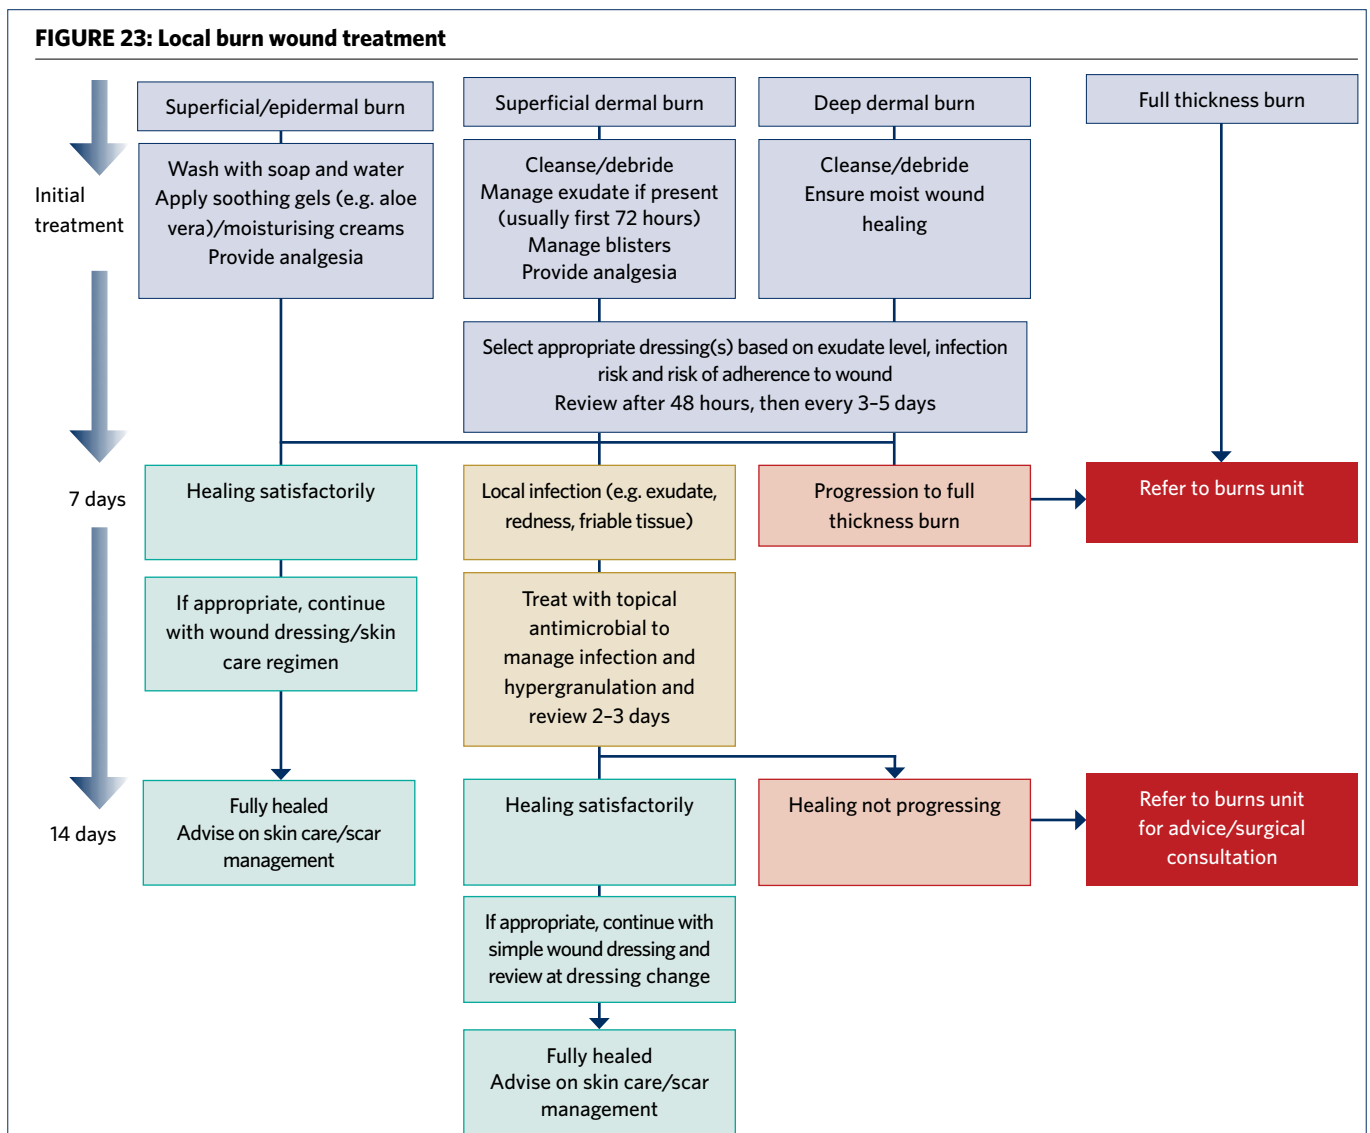 FIGURE 23: Local burn wound treatment
Superficial/epidermal burn
Superficial dermal burn
Deep dermal burn
Full thickness burn
Initial
treatment
Wash with soap and water
Apply soothing gels (e.g. aloe
vera)/moisturising creams
Provide analgesia
Cleanse/debride
Manage exudate if present
(usually first 72 hours)
Manage blisters
Provide analgesia
Cleanse/debride
Ensure moist wound
healing
Select appropriate dressing(s) based on exudate level, infection
risk and risk of adherence to wound
Review after 48 hours, then every 3–5 days
7 days
Healing satisfactorily
Local infection (e.g. exudate,
redness, friable tissue)
Progression to full
thickness burn
Refer to burns unit
If appropriate, continue
with wound dressing/skin
care regimen
Treat with topical
antimicrobial to
manage infection and
hypergranulation and
review 2–3 days
14 days
Fully healed
Advise on skin care/scar
management
Healing satisfactorily
Healing not progressing
Refer to burns unit
for advice/surgical
consultation
If appropriate, continue with
simple wound dressing and
review at dressing change
Fully healed
Advise on skin care/scar
management